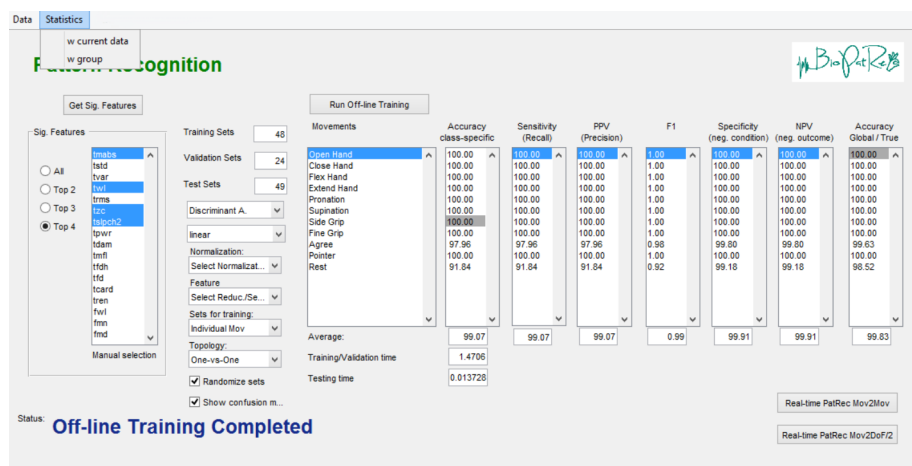 Data Statistics
w current data
w group
Pattern Recognition
BioPatRec
Get Sig. Features
Run Off-line Training
Sig. Features
All
Top 2
Top 3
Top 4
tmabs
tstd
tvar
twl
trms
tzc
tslpch2
tpwr
tdam
tmfl
tfdh
tfd
tcard
tren
fwl
fmn
fmd
Manual selection
Training Sets 48
Validation Sets 24
Test Sets 49
Discriminant A.
linear
Normalization:
Select Normalizat...
Feature
Select Reduc./Se...
Sets for training:
Individual Mov
Topology:
One-vs-One
Randomize sets
Show confusion m...
Movements Accuracy Sensitivity PPV F1 Specificity NPV Accuracy
class-specific (Recall) (Precision) (neg. condition) (neg. outcome) Global / True
Open Hand 100.00 100.00 100.00 1.00 100.00 100.00 100.00
Close Hand 100.00 100.00 100.00 1.00 100.00 100.00 100.00
Flex Hand 100.00 100.00 100.00 1.00 100.00 100.00 100.00
Extend Hand 100.00 100.00 100.00 1.00 100.00 100.00 100.00
Pronation 100.00 100.00 100.00 1.00 100.00 100.00 100.00
Supination 100.00 100.00 100.00 1.00 100.00 100.00 100.00
Side Grip 100.00 100.00 100.00 1.00 100.00 100.00 100.00
Fine Grip 100.00 100.00 100.00 1.00 100.00 100.00 100.00
Agree 97.96 97.96 97.96 0.98 99.80 99.80 99.63
Pointer 100.00 100.00 100.00 1.00 100.00 100.00 100.00
Rest 91.84 91.84 91.84 0.92 99.18 99.18 98.52
Average: 99.07 99.07 99.07 0.99 99.91 99.91 99.83
Training/Validation time 1.4706
Testing time 0.013728
Real-time PatRec Mov2Mov
Real-time PatRec Mov2DoF/2
Status: Off-line Training Completed